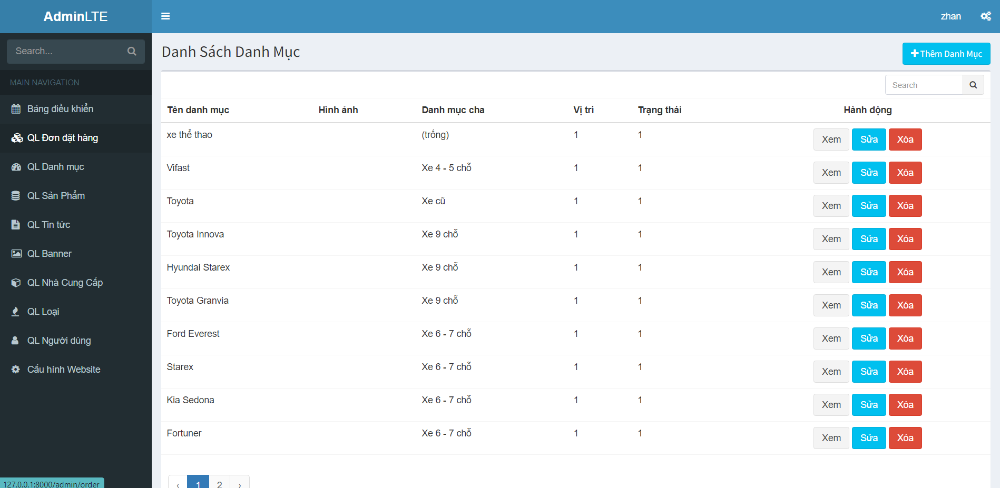 AdminLTE
zhan
Search...
MAIN NAVIGATION
Bảng điều khiển
QL Đơn đặt hàng
QL Danh mục
QL Sản Phẩm
QL Tin tức
QL Banner
QL Nhà Cung Cấp
QL Loại
QL Người dùng
Cấu hình Website
127.0.0.1:8000/admin/order
Danh Sách Danh Mục
Thêm Danh Mục
Search
Tên danh mục Hình ảnh Danh mục cha Vị trí Trạng thái Hành động
xe thể thao (trống) 1 1 Xem Sửa Xóa
Vifast Xe 4 - 5 chỗ 1 1 Xem Sửa Xóa
Toyota Xe cũ 1 1 Xem Sửa Xóa
Toyota Innova Xe 9 chỗ 1 1 Xem Sửa Xóa
Hyundai Starex Xe 9 chỗ 1 1 Xem Sửa Xóa
Toyota Granvia Xe 9 chỗ 1 1 Xem Sửa Xóa
Ford Everest Xe 6 - 7 chỗ 1 1 Xem Sửa Xóa
Starex Xe 6 - 7 chỗ 1 1 Xem Sửa Xóa
Kia Sedona Xe 6 - 7 chỗ 1 1 Xem Sửa Xóa
Fortuner Xe 6 - 7 chỗ 1 1 Xem Sửa Xóa
‹ 1 2 ›